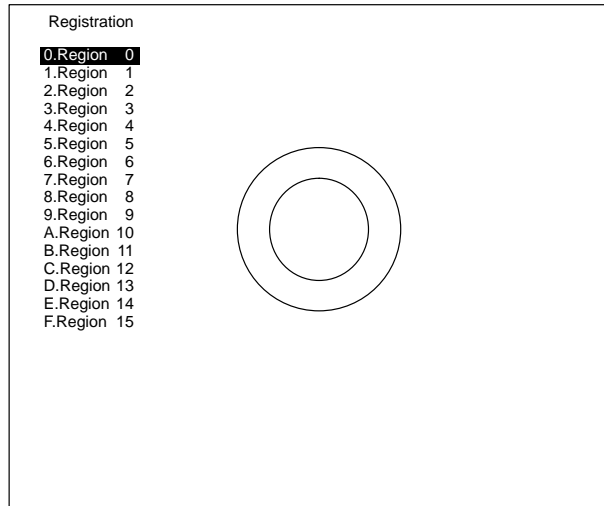 Registration
0.Region 0
1.Region 1
2.Region 2
3.Region 3
4.Region 4
5.Region 5
6.Region 6
7.Region 7
8.Region 8
9.Region 9
A.Region 10
B.Region 11
C.Region 12
D.Region 13
E.Region 14
F.Region 15